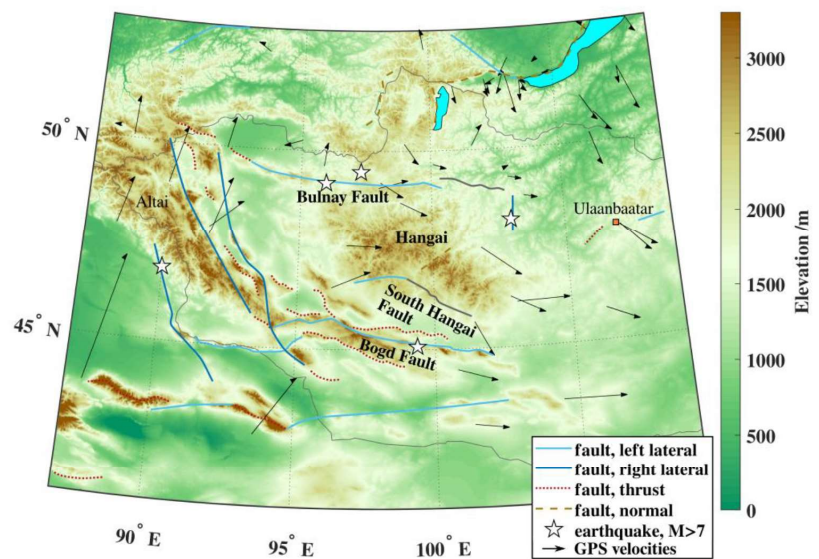 50° N
45° N
90° E
95° E
100° E
Altai
Bulnay Fault
Hangai
Ulaanbaatar
South Hangai
Fault
Bogd Fault
fault, left lateral
fault, right lateral
fault, thrust
fault, normal
earthquake, M>7
GPS velocities
3000
2500
2000
1500
1000
500
0
Elevation /m